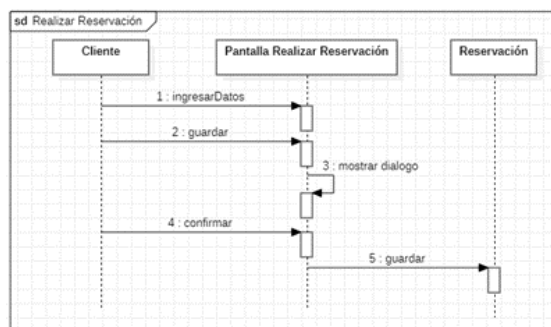 sd Realizar Reservación
Cliente
Pantalla Realizar Reservación
Reservación
1 : ingresarDatos
2 : guardar
3 : mostrar dialogo
4 : confirmar
5 : guardar